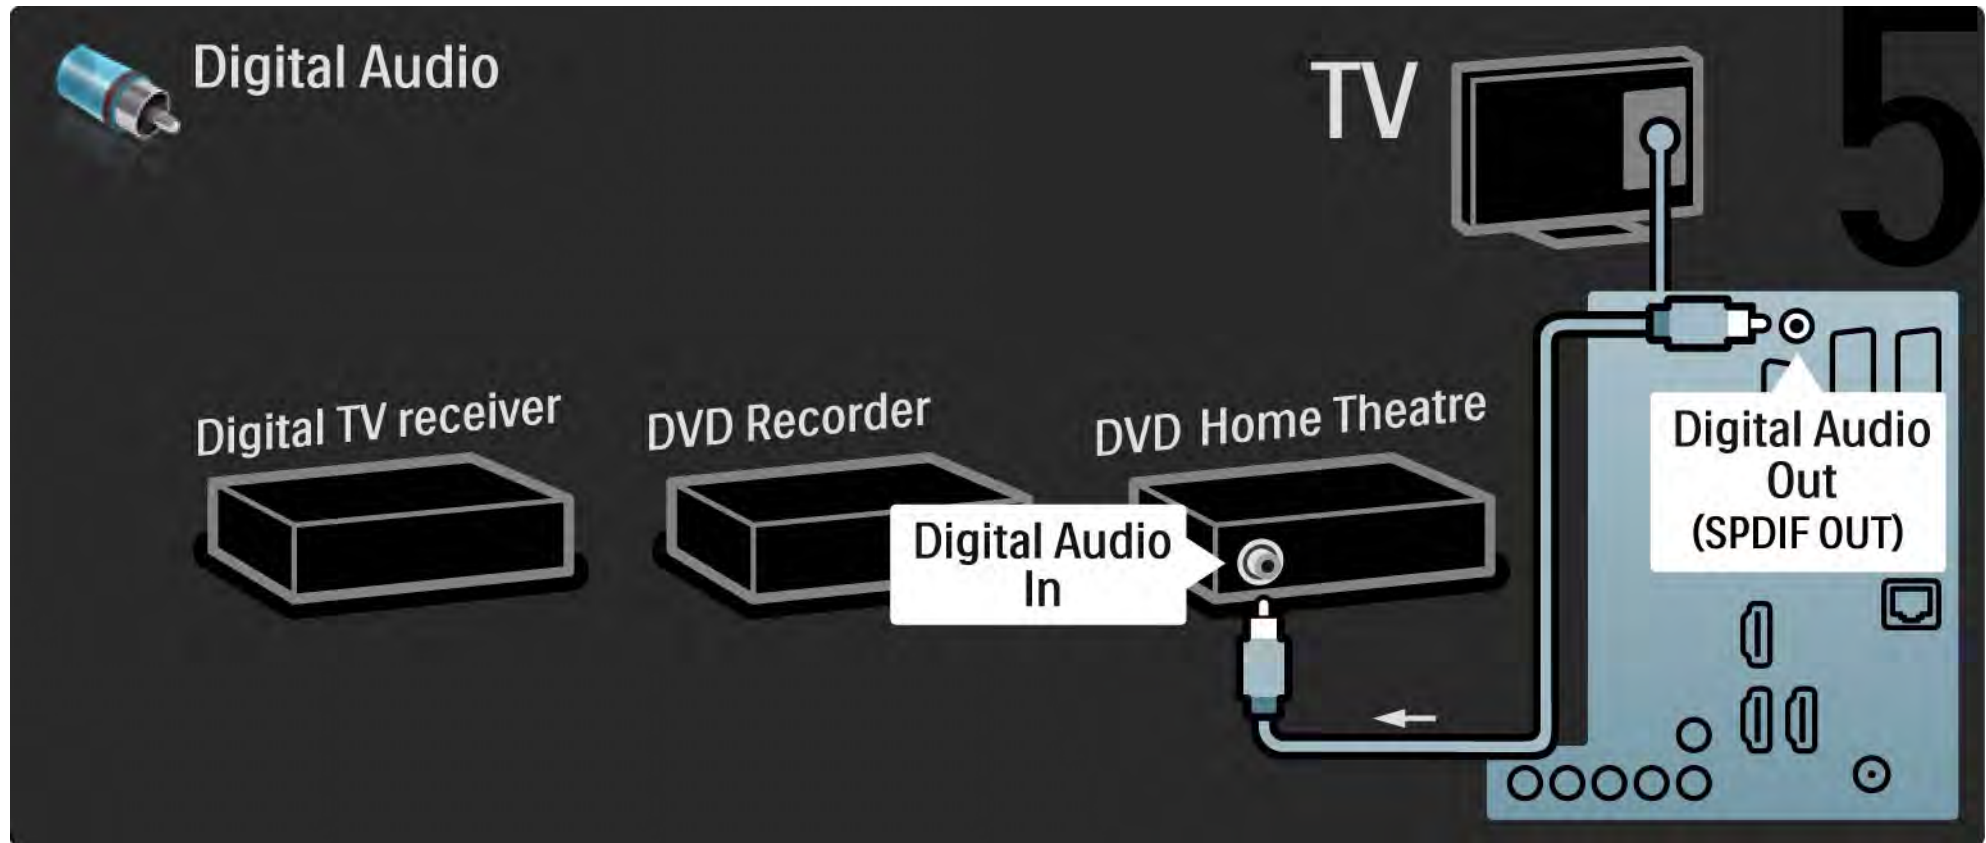 Digital Audio
TV
5
Digital TV receiver
DVD Recorder
DVD Home Theatre
Digital Audio
In
Digital Audio
Out
(SPDIF OUT)